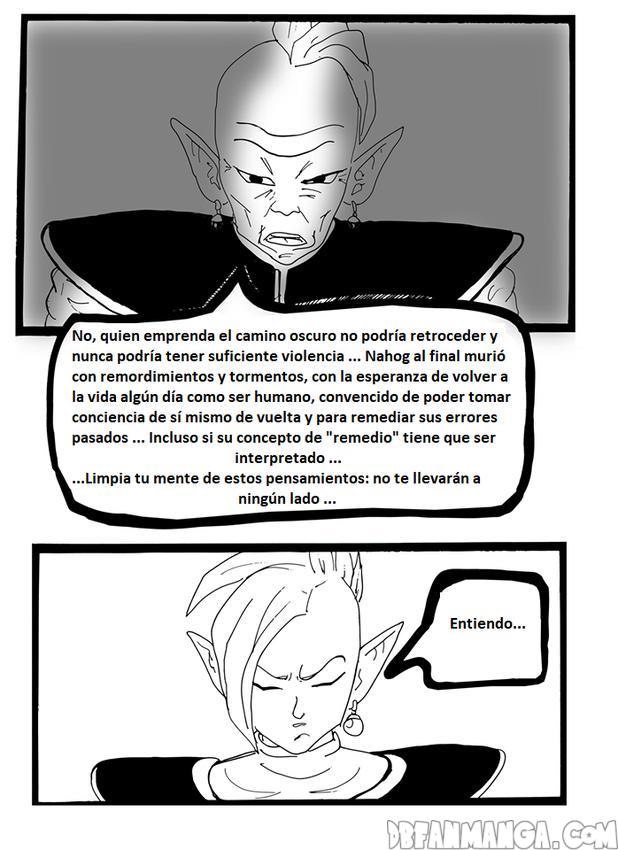 No, quien emprenda el camino oscuro no podría retroceder y
nunca podría tener suficiente violencia ... Nahog al final murió
con remordimientos y tormentos, con la esperanza de volver a
la vida algún día como ser humano, convencido de poder tomar
conciencia de sí mismo de vuelta y para remediar sus errores
pasados ... Incluso si su concepto de "remedio" tiene que ser
interpretado ...
...Limpia tu mente de estos pensamientos: no te llevarán a
ningún lado ...
Entiendo...
DBFANMANGA.COM